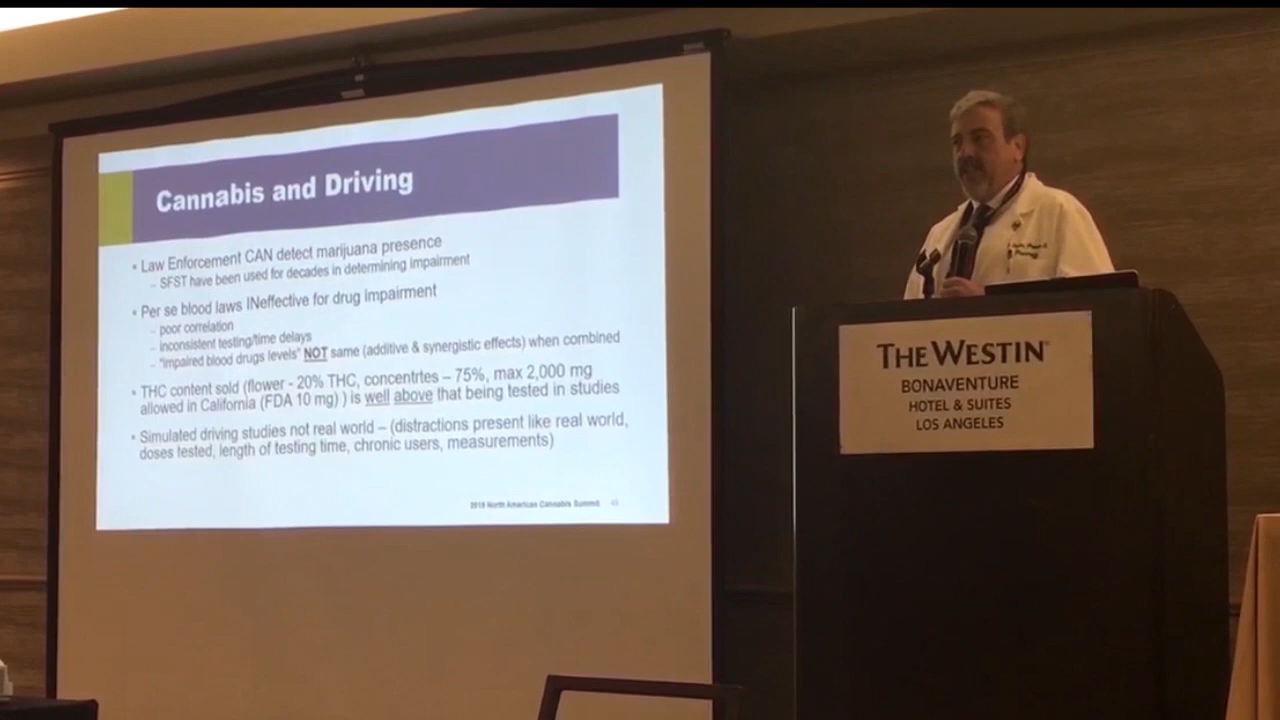 Cannabis and Driving
• Law Enforcement CAN detect marijuana presence
– SFST have been used for decades in determining impairment
• Per se blood laws INeffective for drug impairment
– poor correlation
– inconsistent testing/time delays
– "impaired blood drugs levels" NOT same (additive & synergistic effects) when combined
• THC content sold (flower - 20% THC, concentrtes – 75%, max 2,000 mg
allowed in California (FDA 10 mg) ) is well above that being tested in studies
• Simulated driving studies not real world – (distractions present like real world,
doses tested, length of testing time, chronic users, measurements)
2019 North American Cannabis Summit
THE WESTIN
BONAVENTURE
HOTEL & SUITES
LOS ANGELES